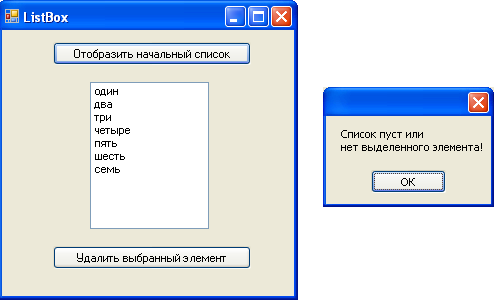 ListBox
Отобразить начальный список
один
два
три
четыре
пять
шесть
семь
Удалить выбранный элемент
Список пуст или
нет выделенного элемента!
ОК